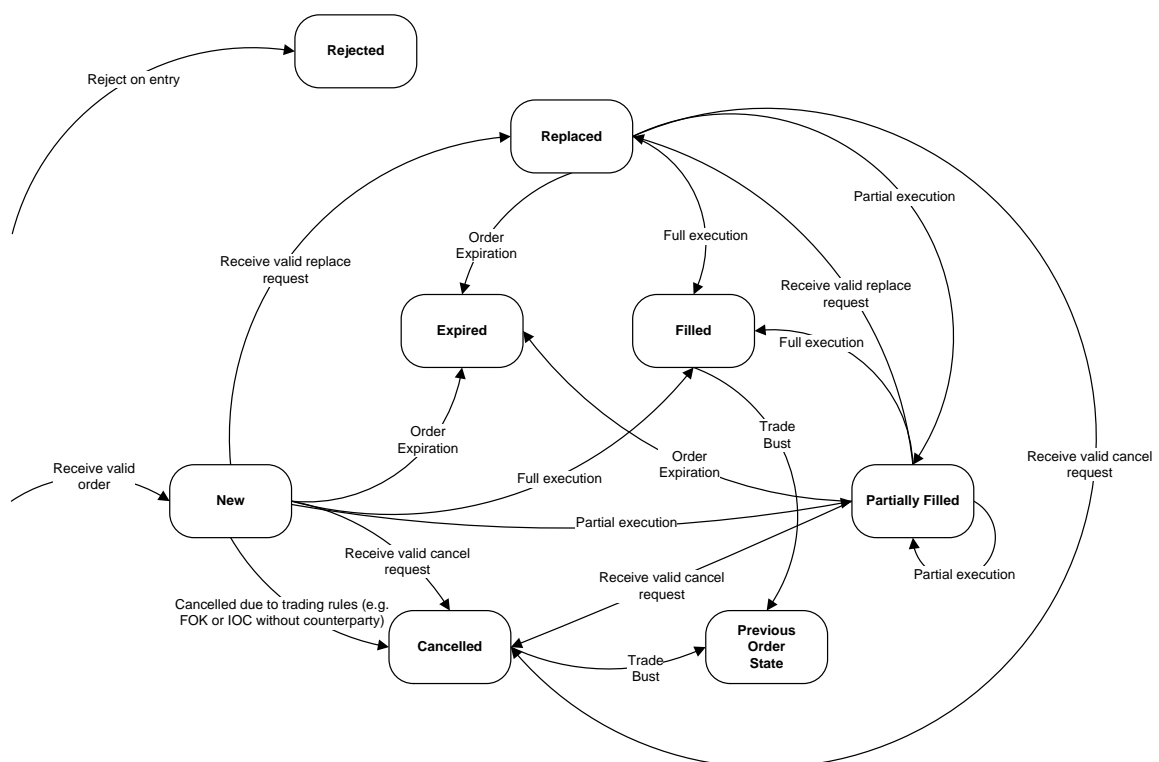 Rejected
Reject on entry
Replaced
Partial execution
Order
Expiration
Full execution
Receive valid replace
request
Receive valid replace
request
Expired
Filled
Full execution
Order
Expiration
Trade
Bust
Order
Expiration
Receive valid cancel
request
Receive valid
order
Full execution
New
Partially Filled
Partial execution
Receive valid cancel
request
Receive valid cancel
request
Partial execution
Cancelled due to trading rules (e.g.
FOK or IOC without counterparty)
Cancelled
Previous
Order
State
Trade
Bust